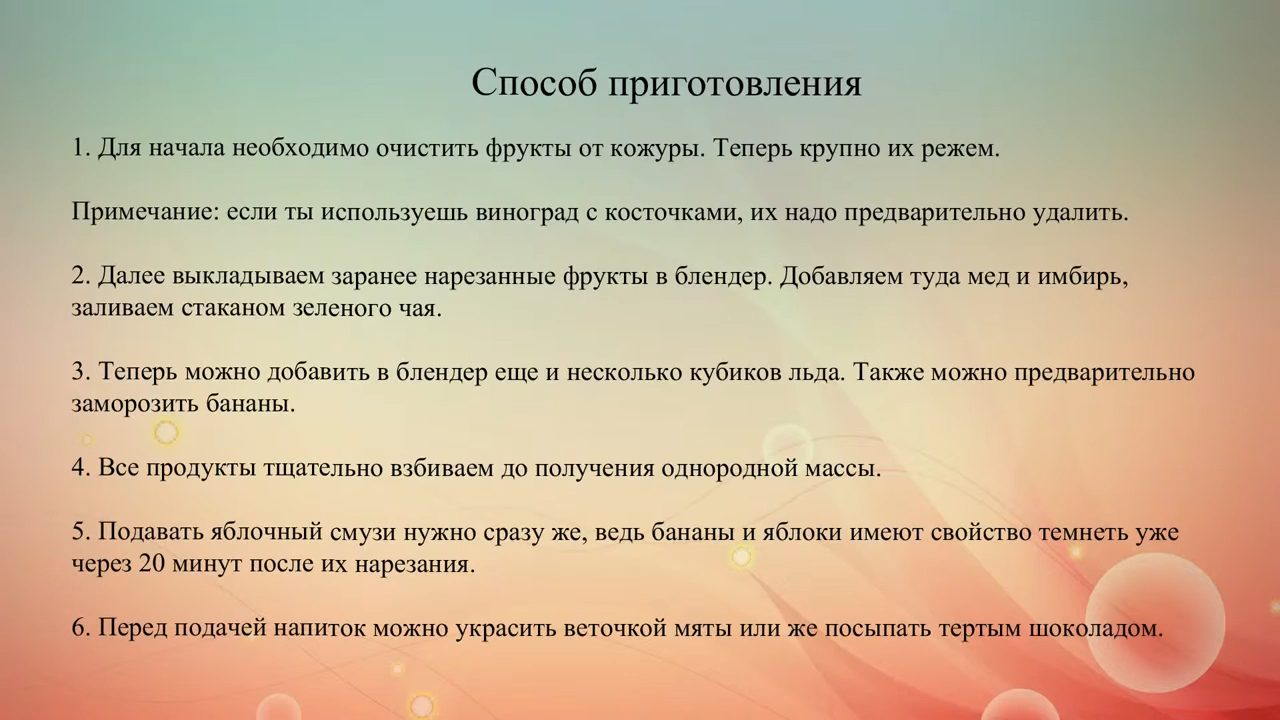 Способ приготовления
1. Для начала необходимо очистить фрукты от кожуры. Теперь крупно их режем.
Примечание: если ты используешь виноград с косточками, их надо предварительно удалить.
2. Далее выкладываем заранее нарезанные фрукты в блендер. Добавляем туда мед и имбирь,
заливаем стаканом зеленого чая.
3. Теперь можно добавить в блендер еще и несколько кубиков льда. Также можно предварительно
заморозить бананы.
4. Все продукты тщательно взбиваем до получения однородной массы.
5. Подавать яблочный смузи нужно сразу же, ведь бананы и яблоки имеют свойство темнеть уже
через 20 минут после их нарезания.
6. Перед подачей напиток можно украсить веточкой мяты или же посыпать тертым шоколадом.